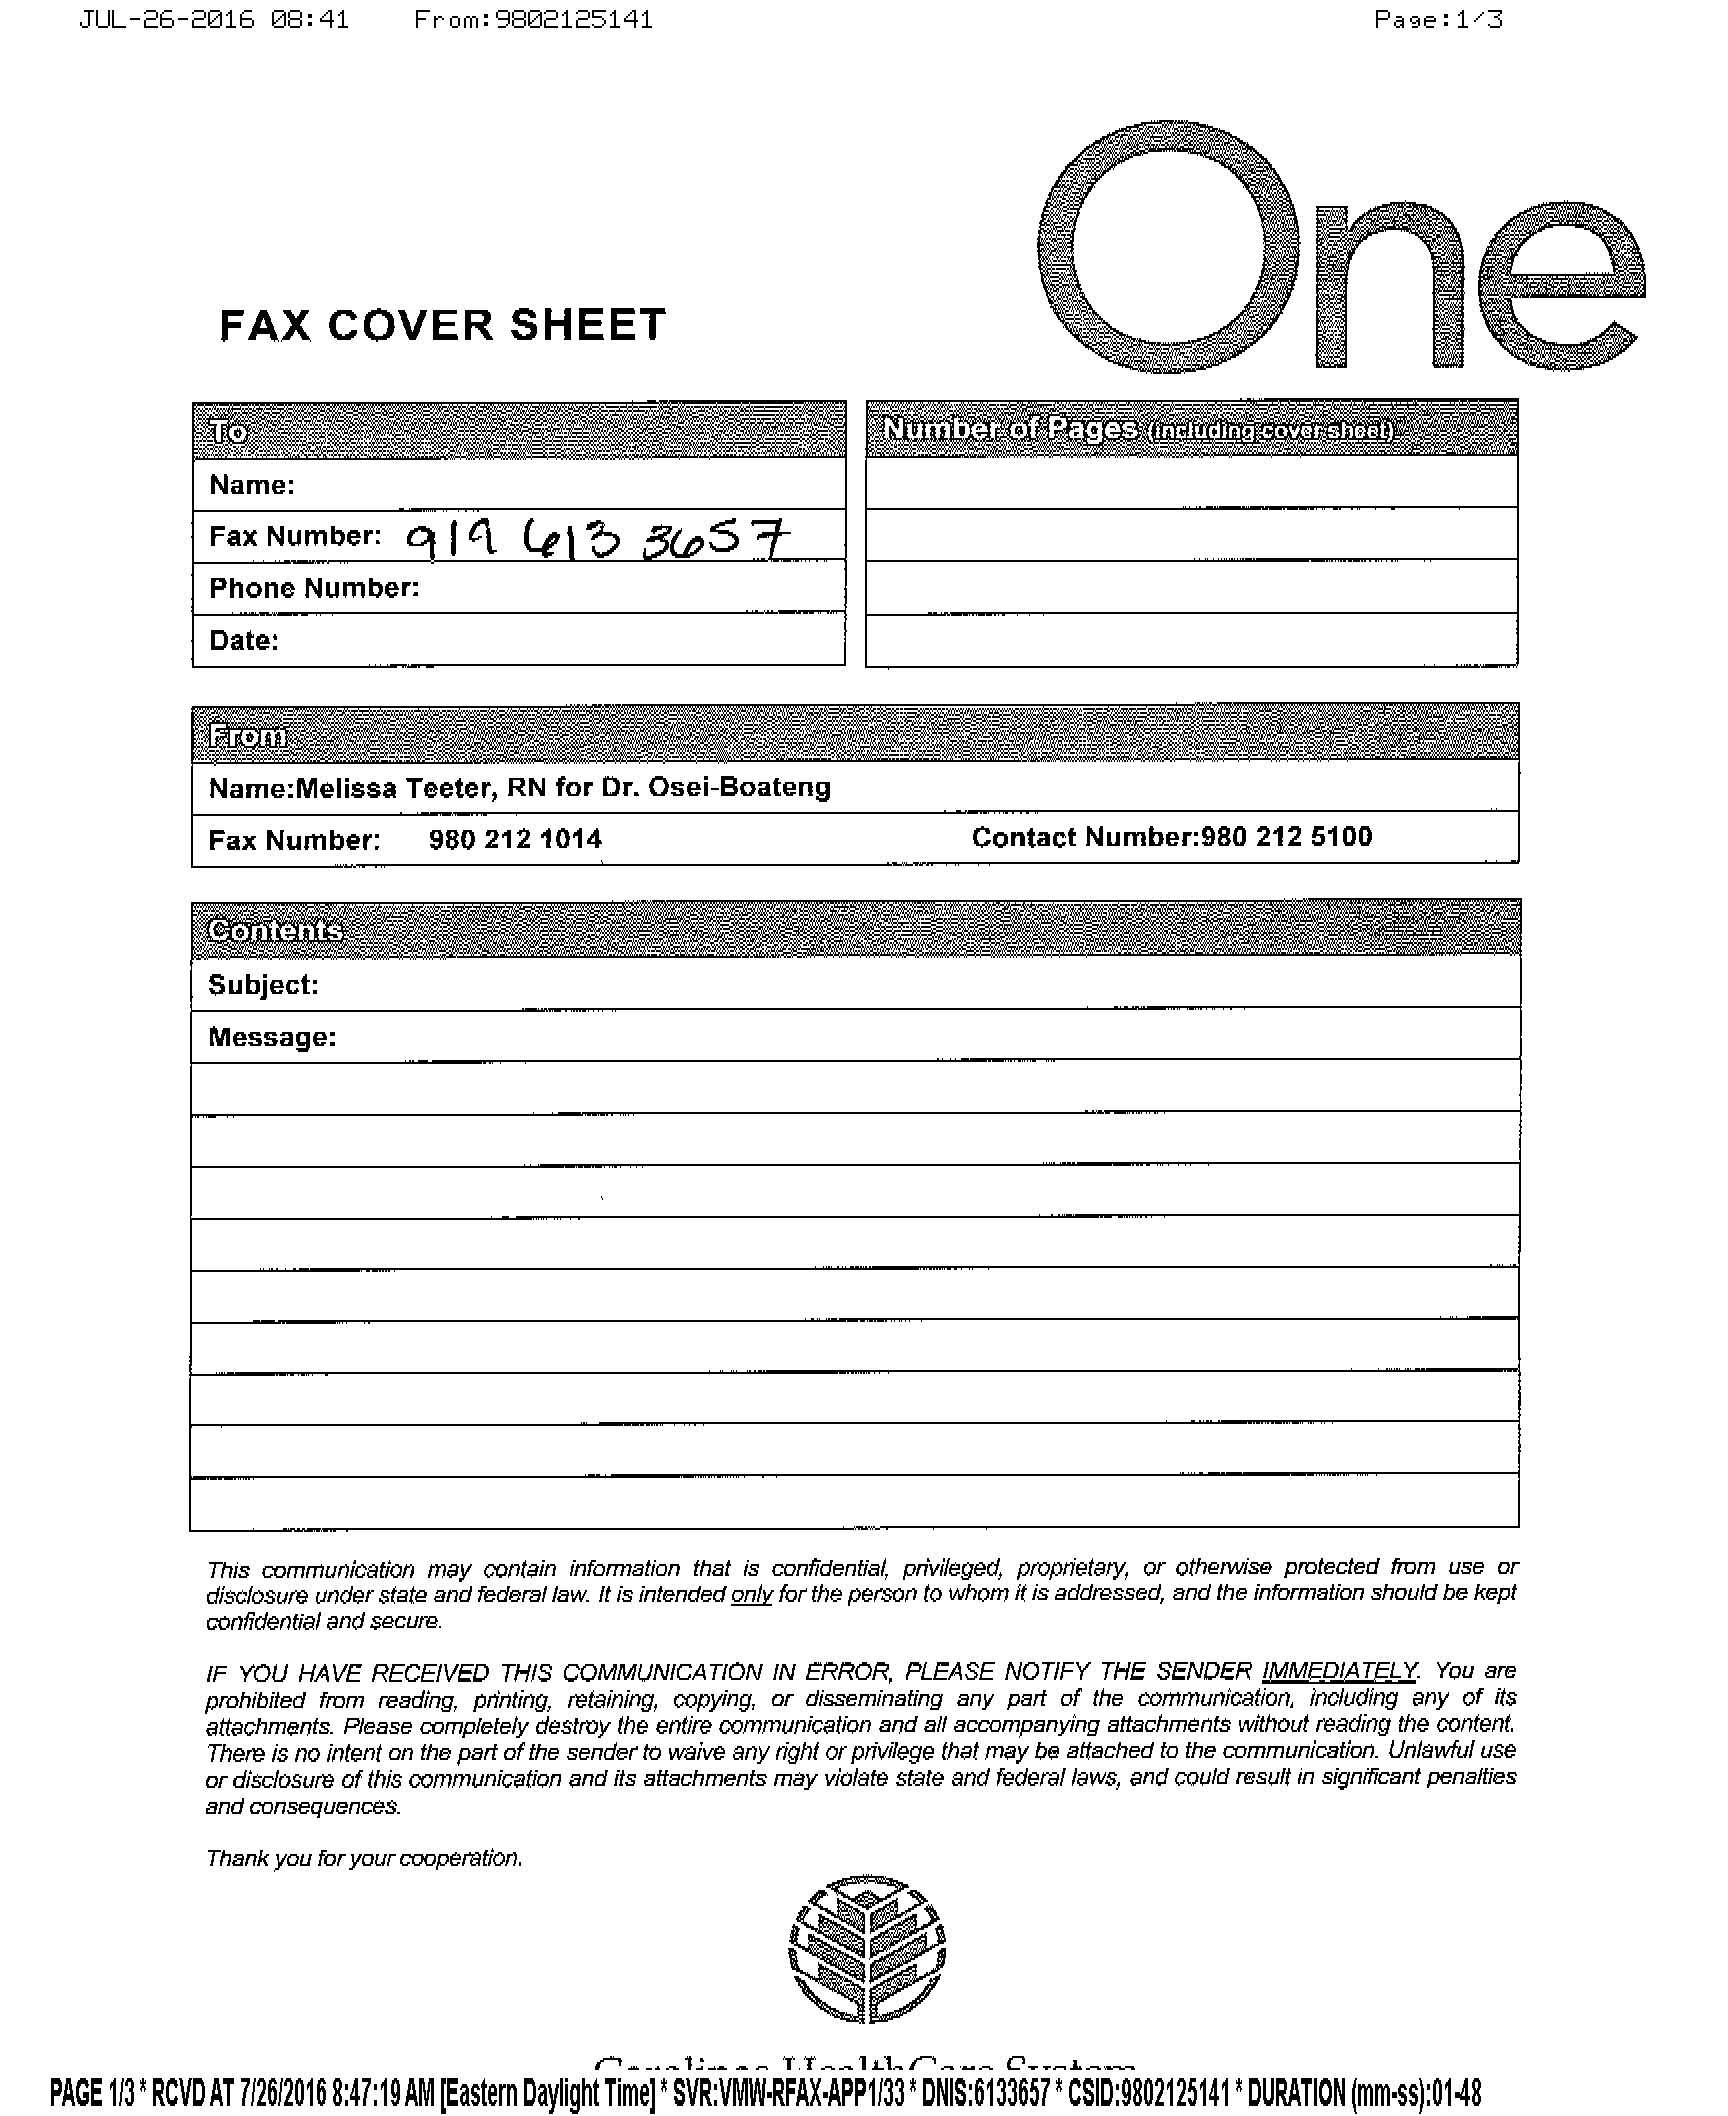 JUL-26-2016 08:41 From:9802125141 Page:1/3
One
FAX COVER SHEET
To
Number of Pages (including cover sheet)
Name:
Fax Number: 919 613 3657
Phone Number:
Date:
From
Name:Melissa Teeter, RN for Dr. Osei-Boateng
Fax Number: 980 212 1014 Contact Number:980 212 5100
Contents
Subject:
Message:
This communication may contain information that is confidential, privileged, proprietary, or otherwise protected from use or
disclosure under state and federal law. It is intended only for the person to whom it is addressed, and the information should be kept
confidential and secure.
IF YOU HAVE RECEIVED THIS COMMUNICATION IN ERROR, PLEASE NOTIFY THE SENDER IMMEDIATELY. You are
prohibited from reading, printing, retaining, copying, or disseminating any part of the communication, including any of its
attachments. Please completely destroy the entire communication and all accompanying attachments without reading the content.
There is no intent on the part of the sender to waive any right or privilege that may be attached to the communication. Unlawful use
or disclosure of this communication and its attachments may violate state and federal laws, and could result in significant penalties
and consequences.
Thank you for your cooperation.
Carolinas HealthCare System
PAGE 1/3 * RCVD AT 7/26/2016 8:47:19 AM [Eastern Daylight Time] * SVR:VMW-RFAX-APP1/33 * DNIS:6133657 * CSID:9802125141 * DURATION (mm-ss):01-48